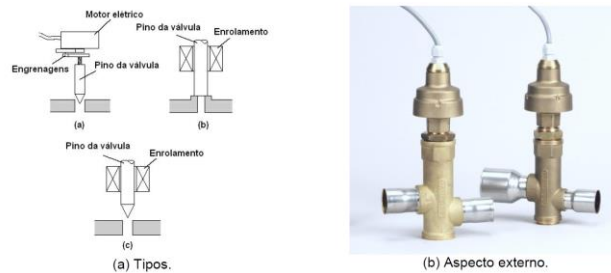 Motor elétrico
Engrenagens
Pino da válvula
(a)
Pino da válvula
Enrolamento
(b)
Pino da válvula
Enrolamento
(c)
(a) Tipos.
(b) Aspecto externo.